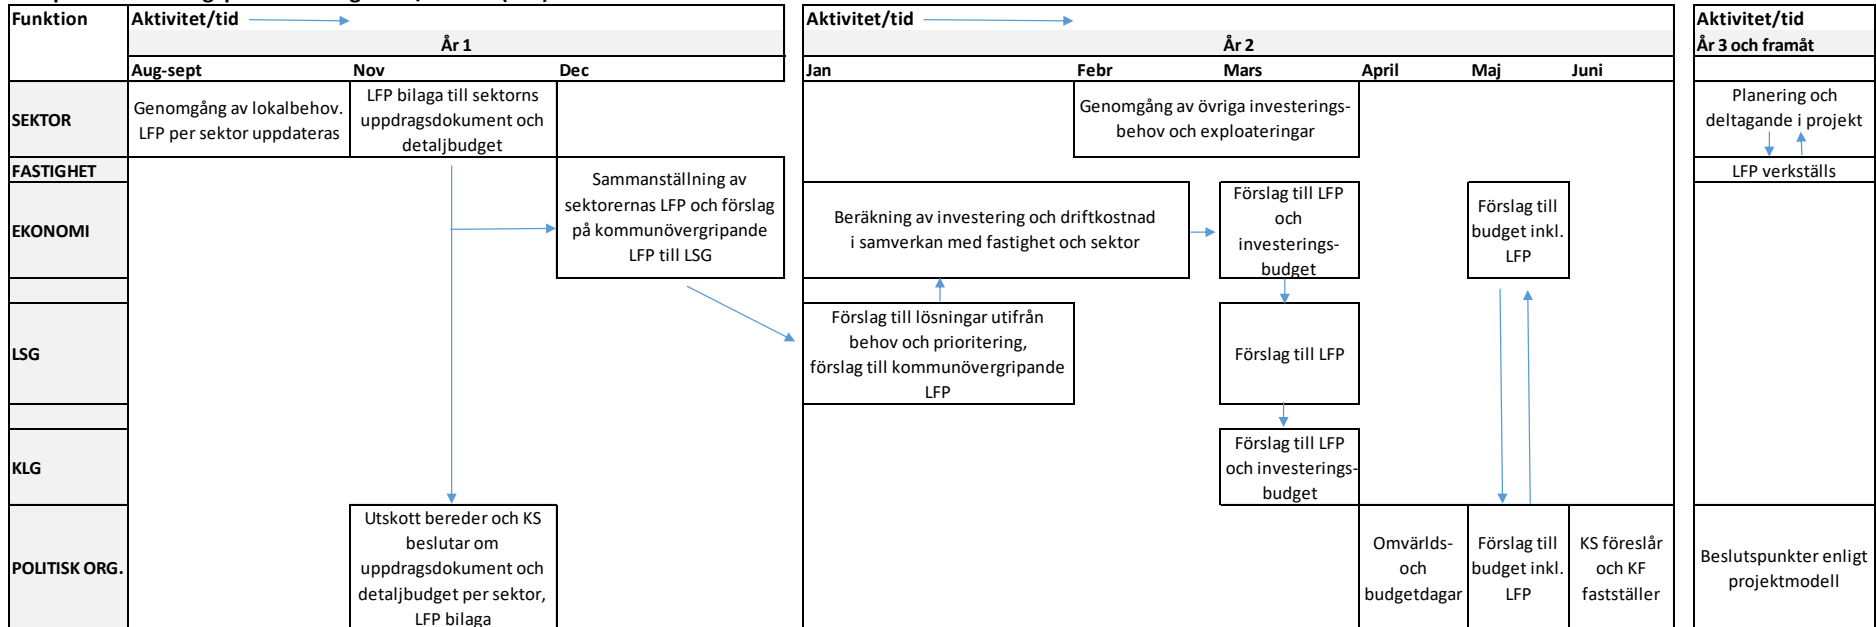 Funktion
Aktivitet/tid
Aktivitet/tid
Aktivitet/tid
År 1
År 2
År 3 och framåt
Aug-sept
Nov
Dec
Jan
Febr
Mars
April
Maj
Juni
SEKTOR
Genomgång av lokalbehov.
LFP per sektor uppdateras
LFP bilaga till sektorns
uppdragsdokument och
detaljbudget
Genomgång av övriga investerings-
behov och exploateringar
Planering och
deltagande i projekt
FASTIGHET
LFP verkställs
EKONOMI
Sammanställning av
sektorernas LFP och förslag
på kommunövergripande
LFP till LSG
Beräkning av investering och driftkostnad
i samverkan med fastighet och sektor
Förslag till LFP
och
investerings-
budget
Förslag till
budget inkl.
LFP
LSG
Förslag till lösningar utifrån
behov och prioritering,
förslag till kommunövergripande
LFP
Förslag till LFP
KLG
Förslag till LFP
och investerings-
budget
POLITISK ORG.
Utskott bereder och KS
beslutar om
uppdragsdokument och
detaljbudget per sektor,
LFP bilaga
Omvärlds-
och
budgetdagar
Förslag till
budget inkl.
LFP
KS föreslår
och KF
fastställer
Beslutspunkter enligt
projektmodell